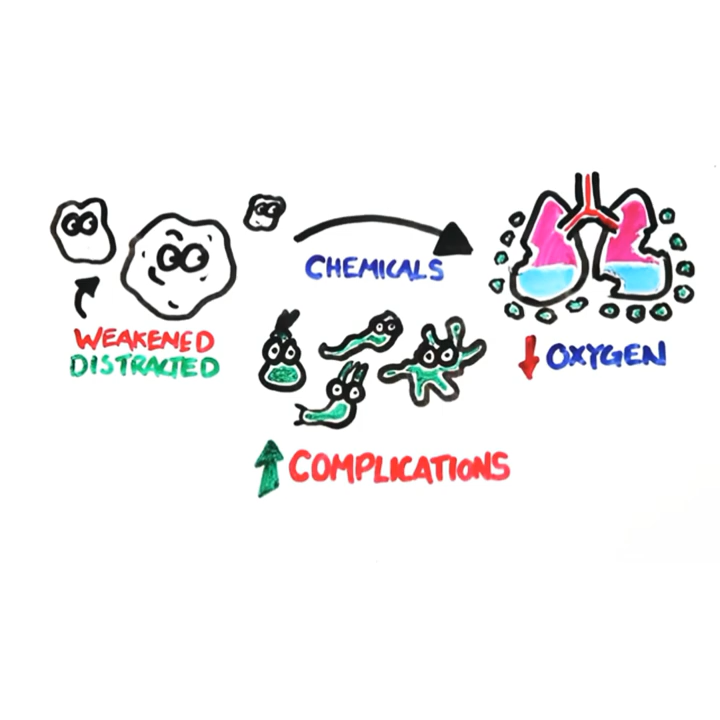 CHEMICALS
WEAKENED
DISTRACTED
OXYGEN
COMPLICATIONS